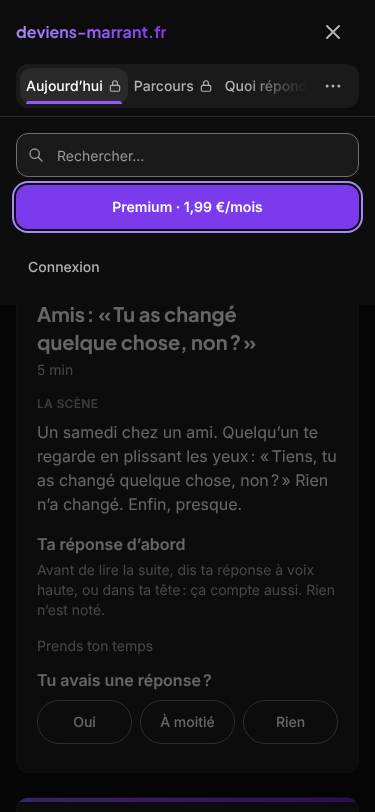 deviens-marrant.fr
Aujourd’hui Parcours Quoi répond
Rechercher...
Premium · 1,99 €/mois
Connexion
Amis : « Tu as changé
quelque chose, non ? »
5 min
LA SCÈNE
Un samedi chez un ami. Quelqu’un te
regarde en plissant les yeux : « Tiens, tu
as changé quelque chose, non ? » Rien
n’a changé. Enfin, presque.
Ta réponse d’abord
Avant de lire la suite, dis ta réponse à voix
haute, ou dans ta tête : ça compte aussi. Rien
n’est noté.
Prends ton temps
Tu avais une réponse ?
Oui À moitié Rien